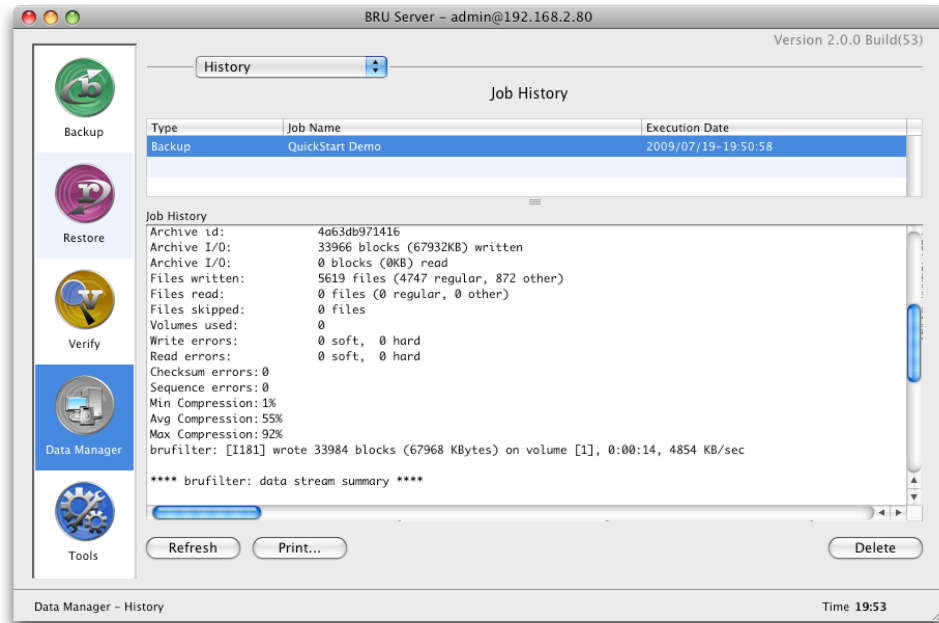 BRU Server – admin@192.168.2.80
Version 2.0.0 Build(53)
History
Job History
Backup
Restore
Verify
Data Manager
Tools
Type Job Name Execution Date
Backup QuickStart Demo 2009/07/19-19:50:58
Job History
Archive id: 4a63db971416
Archive I/O: 33966 blocks (67932KB) written
Archive I/O: 0 blocks (0KB) read
Files written: 5619 files (4747 regular, 872 other)
Files read: 0 files (0 regular, 0 other)
Files skipped: 0 files
Volumes used: 0
Write errors: 0 soft, 0 hard
Read errors: 0 soft, 0 hard
Checksum errors: 0
Sequence errors: 0
Min Compression: 1%
Avg Compression: 55%
Max Compression: 92%
brufilter: [I181] wrote 33984 blocks (67968 KBytes) on volume [1], 0:00:14, 4854 KB/sec
**** brufilter: data stream summary ****
Refresh
Print...
Delete
Data Manager – History
Time 19:53